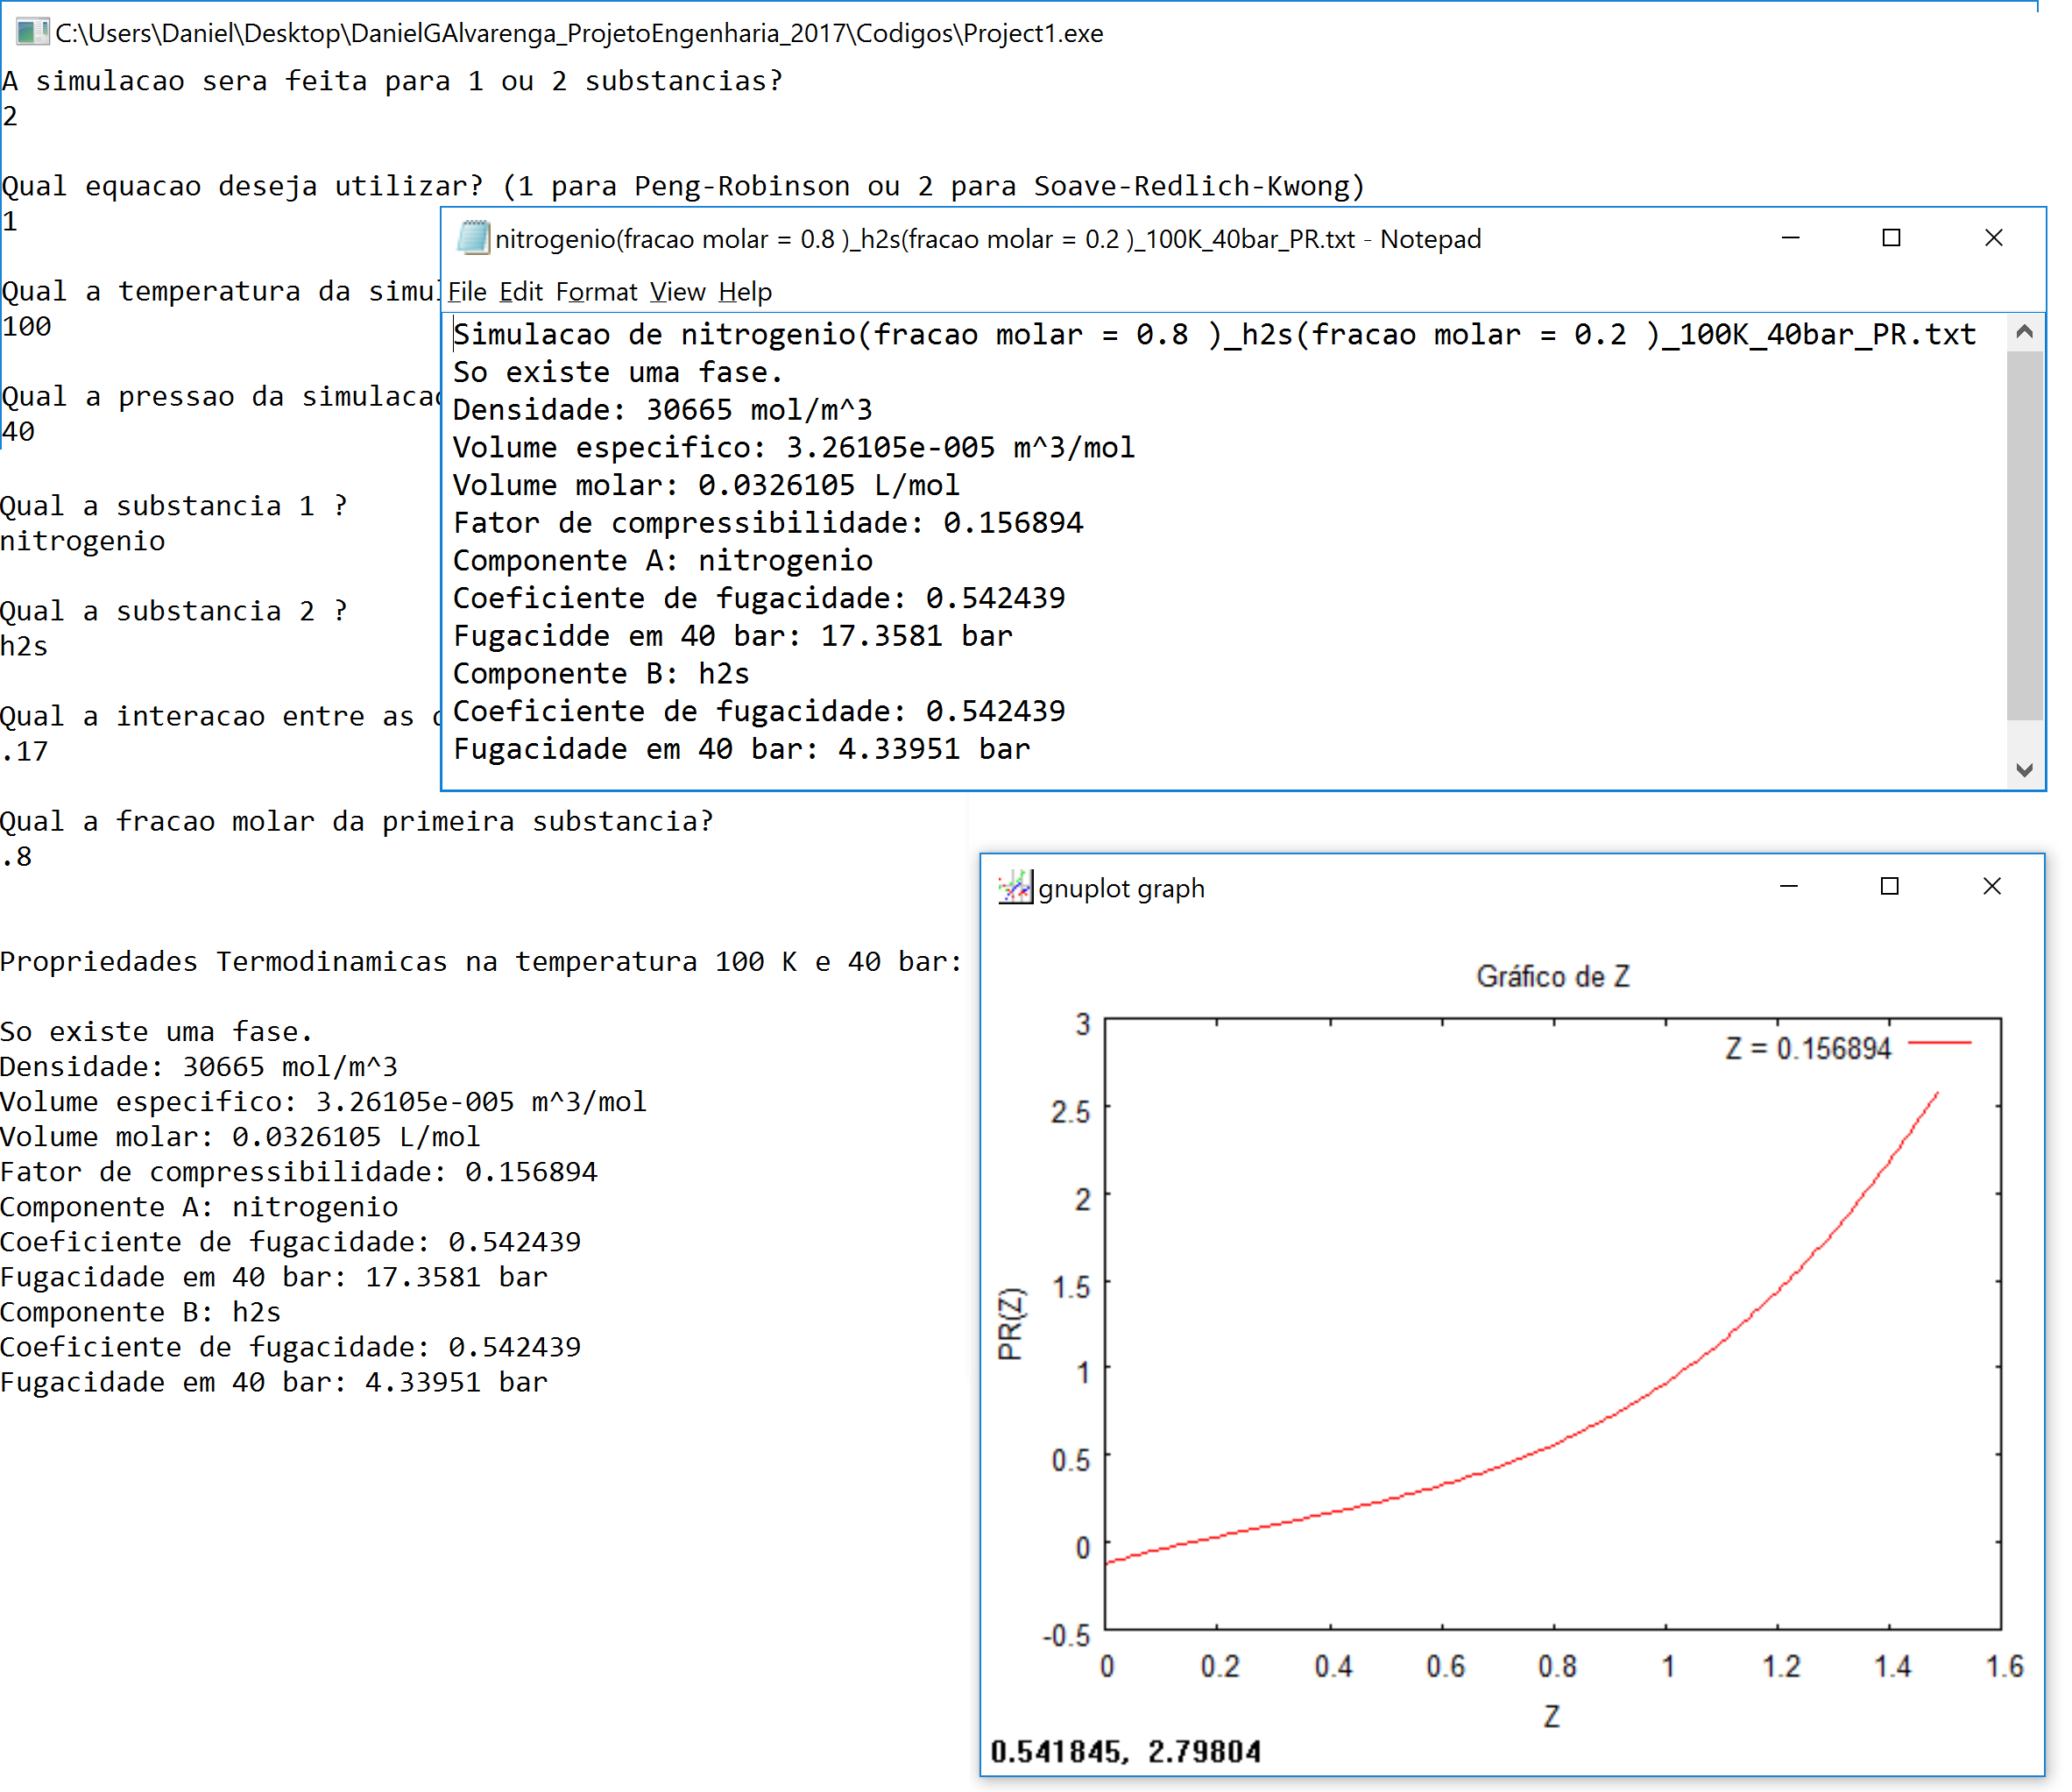 C:\Users\Daniel\Desktop\DanielGAlvarenga_ProjetoEngenharia_2017\Codigos\Project1.exe
A simulacao sera feita para 1 ou 2 substancias?
2
Qual equacao deseja utilizar? (1 para Peng-Robinson ou 2 para Soave-Redlich-Kwong)
1
Qual a temperatura da simul
100
Qual a pressao da simulacao
40
Qual a substancia 1 ?
nitrogenio
Qual a substancia 2 ?
h2s
Qual a interacao entre as
.17
Qual a fracao molar da primeira substancia?
.8
Propriedades Termodinamicas na temperatura 100 K e 40 bar:
So existe uma fase.
Densidade: 30665 mol/m^3
Volume especifico: 3.26105e-005 m^3/mol
Volume molar: 0.0326105 L/mol
Fator de compressibilidade: 0.156894
Componente A: nitrogenio
Coeficiente de fugacidade: 0.542439
Fugacidade em 40 bar: 17.3581 bar
Componente B: h2s
Coeficiente de fugacidade: 0.542439
Fugacidade em 40 bar: 4.33951 bar
nitrogenio(fracao molar = 0.8 )_h2s(fracao molar = 0.2 )_100K_40bar_PR.txt - Notepad
File Edit Format View Help
Simulacao de nitrogenio(fracao molar = 0.8 )_h2s(fracao molar = 0.2 )_100K_40bar_PR.txt
So existe uma fase.
Densidade: 30665 mol/m^3
Volume especifico: 3.26105e-005 m^3/mol
Volume molar: 0.0326105 L/mol
Fator de compressibilidade: 0.156894
Componente A: nitrogenio
Coeficiente de fugacidade: 0.542439
Fugacidde em 40 bar: 17.3581 bar
Componente B: h2s
Coeficiente de fugacidade: 0.542439
Fugacidade em 40 bar: 4.33951 bar
gnuplot graph
Gráfico de Z
Z = 0.156894
3
2.5
2
1.5
1
0.5
0
-0.5
PR(Z)
0 0.2 0.4 0.6 0.8 1 1.2 1.4 1.6
Z
0.541845, 2.79804